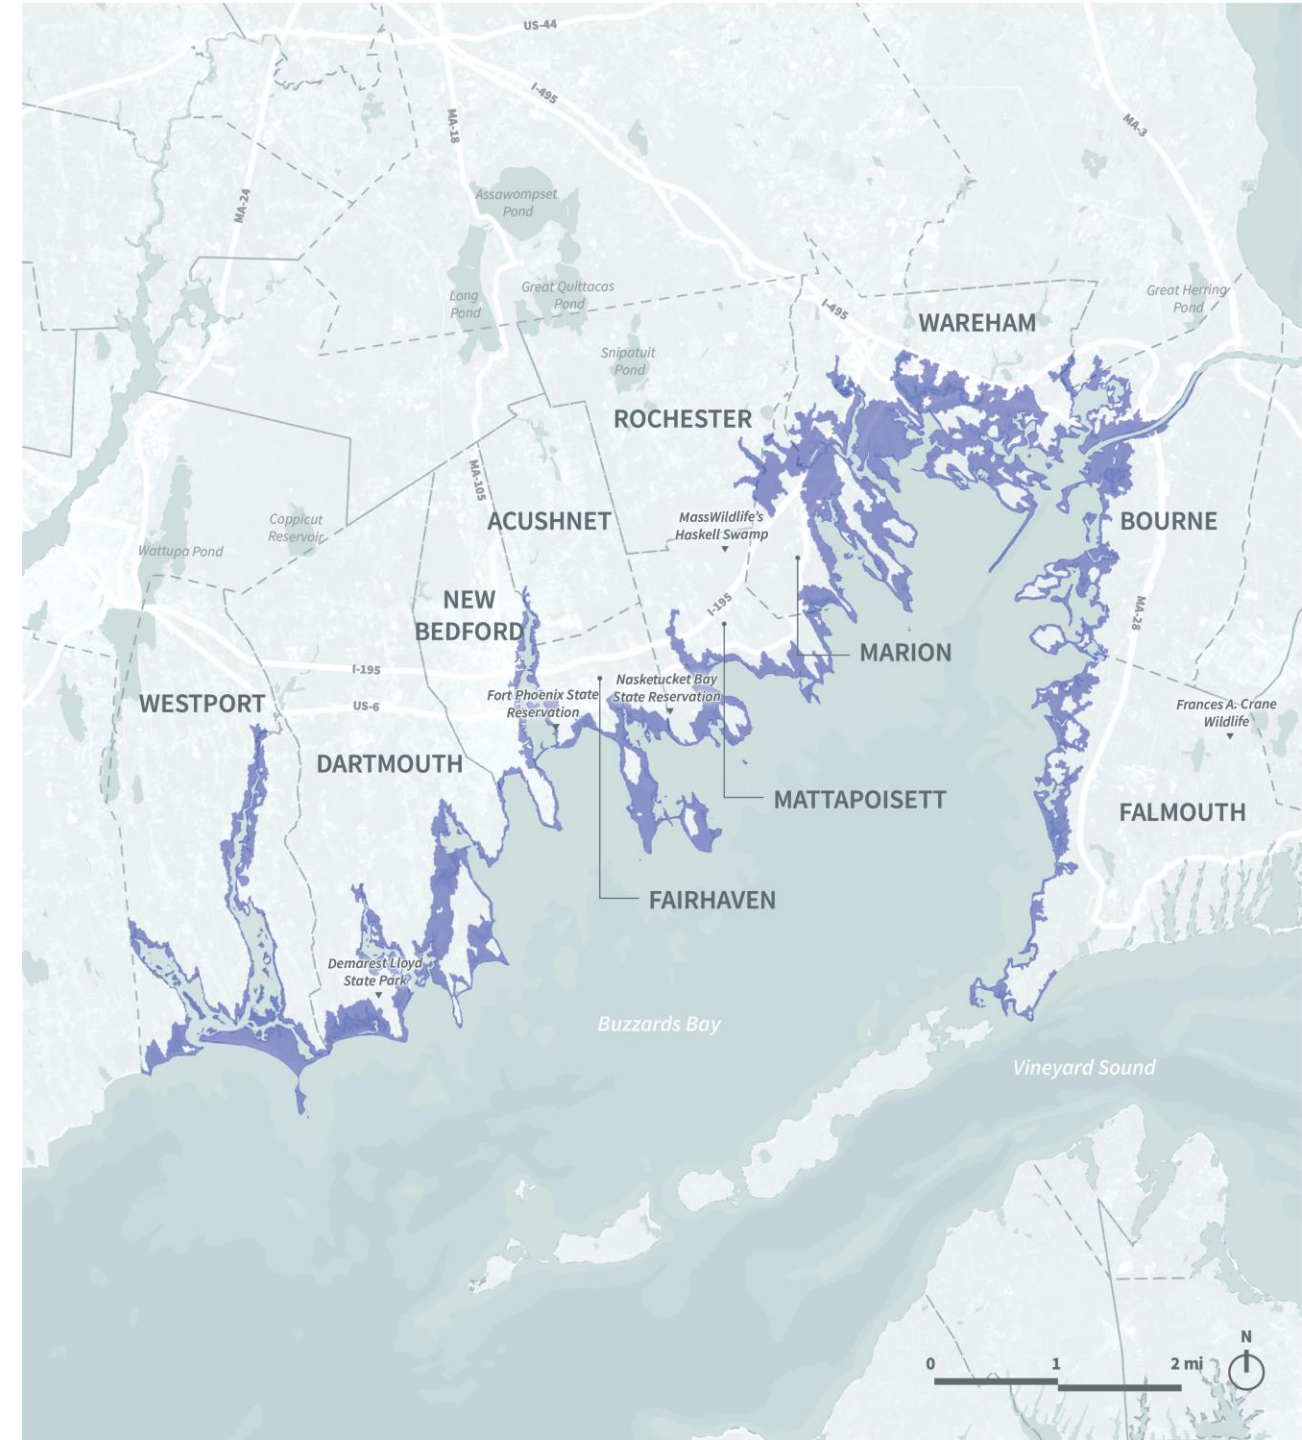 US-44
I-495
MA-18
MA-3
MA-24
Assawompset
Pond
Long
Pond
Great Quittacas
Pond
Great Herring
Pond
I-495
WAREHAM
Snipatuit
Pond
ROCHESTER
MA-105
ACUSHNET
MassWildlife's
Haskell Swamp
BOURNE
Coppicut
Reservoir
Wattupa Pond
NEW
BEDFORD
I-195
MA-28
MARION
I-195
Nasketucket Bay
State Reservation
Fort Phoenix State
Reservation
WESTPORT
US-6
Frances A. Crane
Wildlife
DARTMOUTH
MATTAPOISETT
FALMOUTH
FAIRHAVEN
Demarest Lloyd
State Park
Buzzards Bay
Vineyard Sound
N
0 1 2 mi